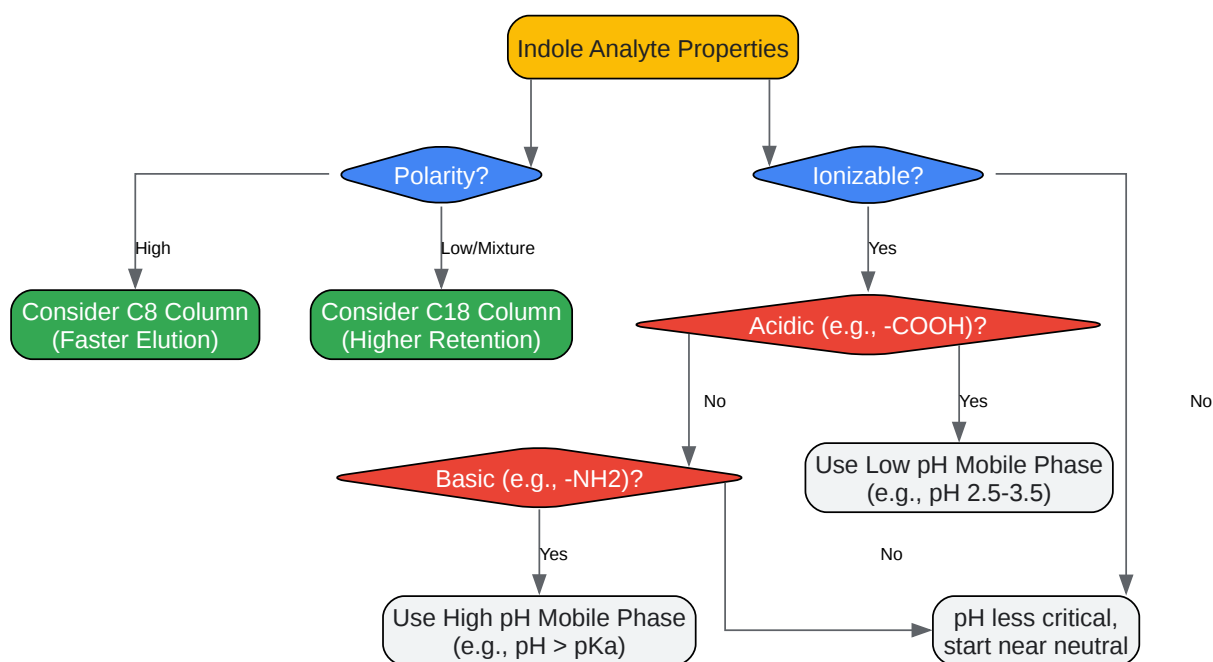 Indole Analyte Properties
Polarity?
Ionizable?
High
Low/Mixture
Yes
Consider C8 Column
(Faster Elution)
Consider C18 Column
(Higher Retention)
Acidic (e.g., -COOH)?
No
Yes
No
Basic (e.g., -NH2)?
Use Low pH Mobile Phase
(e.g., pH 2.5-3.5)
Yes
No
Use High pH Mobile Phase
(e.g., pH > pKa)
pH less critical,
start near neutral